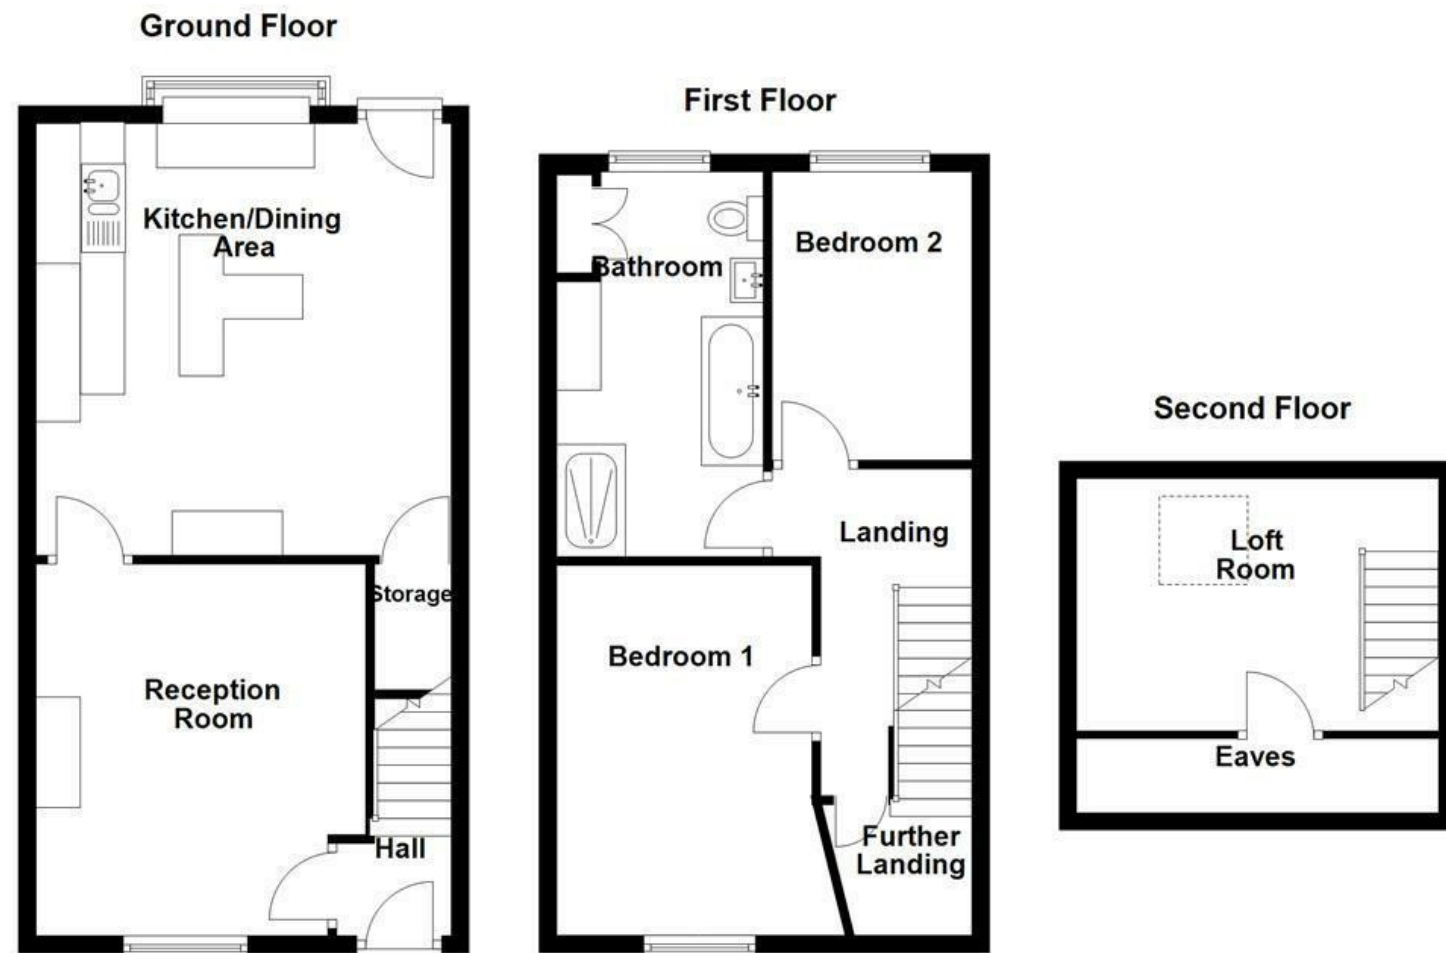 Ground Floor
Kitchen/Dining
Area
Storage
Reception
Room
Hall
First Floor
Bedroom 2
Bathroom
Landing
Bedroom 1
Further
Landing
Second Floor
Loft
Room
Eaves